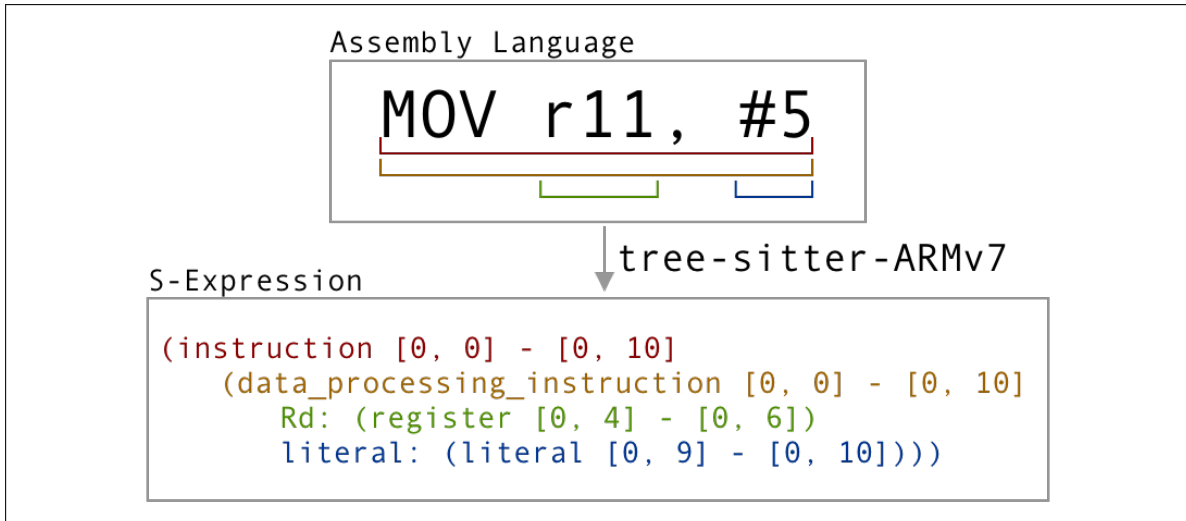 Assembly Language
MOV r11, #5
tree-sitter-ARMv7
S-Expression
(instruction [0, 0] - [0, 10]
(data_processing_instruction [0, 0] - [0, 10]
Rd: (register [0, 4] - [0, 6])
literal: (literal [0, 9] - [0, 10])))